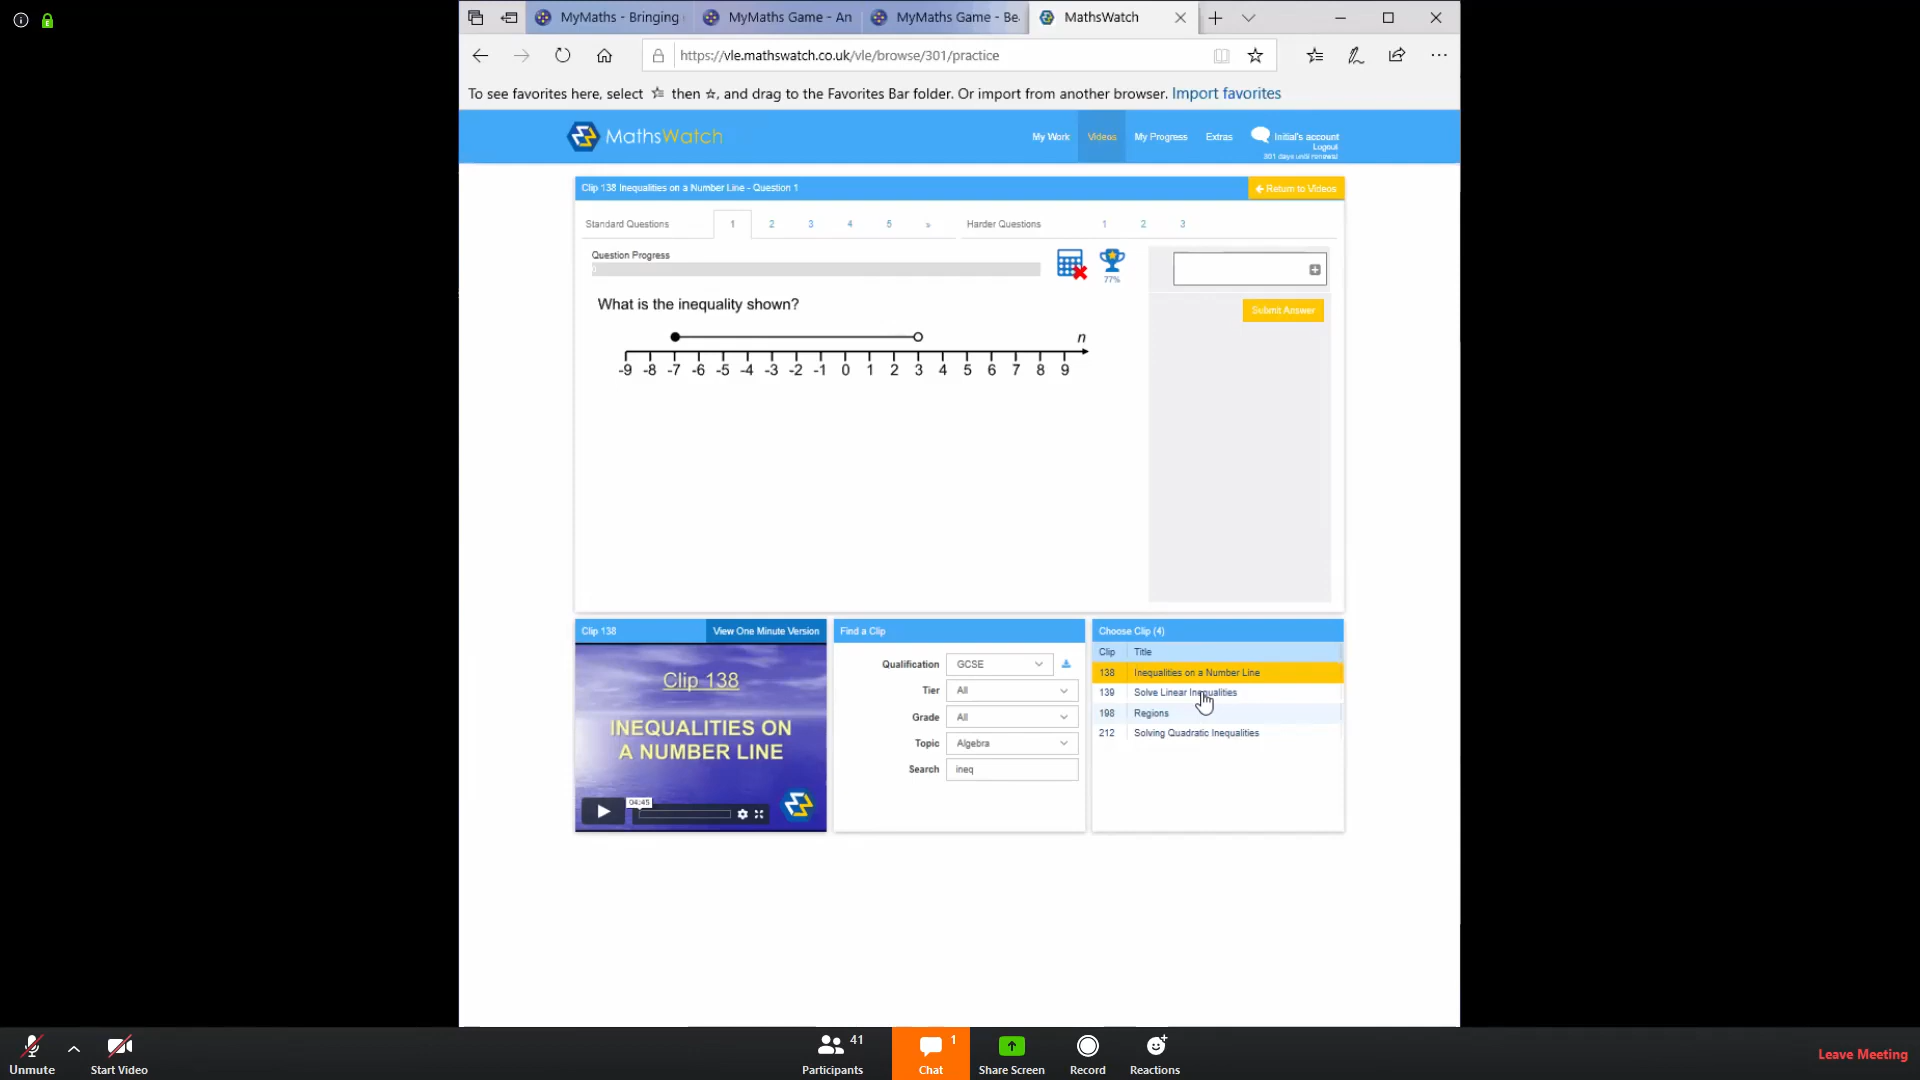 MyMaths - Bringing
MyMaths Game - An
MyMaths Game - Be
MathsWatch
https://vle.mathswatch.co.uk/vle/browse/301/practice
To see favorites here, select then ☆, and drag to the Favorites Bar folder. Or import from another browser. Import favorites
MathsWatch
My Work Videos My Progress Extras Initial's account
Logout
301 days until renewal
Clip 138 Inequalities on a Number Line - Question 1
Return to Videos
Standard Questions 1 2 3 4 5 » Harder Questions 1 2 3
Question Progress
0
77%
Submit Answer
What is the inequality shown?
n
-9 -8 -7 -6 -5 -4 -3 -2 -1 0 1 2 3 4 5 6 7 8 9
Clip 138 View One Minute Version
Clip 138
INEQUALITIES ON
A NUMBER LINE
04:45
Find a Clip
Qualification GCSE
Tier All
Grade All
Topic Algebra
Search ineq
Choose Clip (4)
Clip Title
138 Inequalities on a Number Line
139 Solve Linear Inequalities
198 Regions
212 Solving Quadratic Inequalities
Unmute
Start Video
41
Participants
1
Chat
Share Screen
Record
Reactions
Leave Meeting